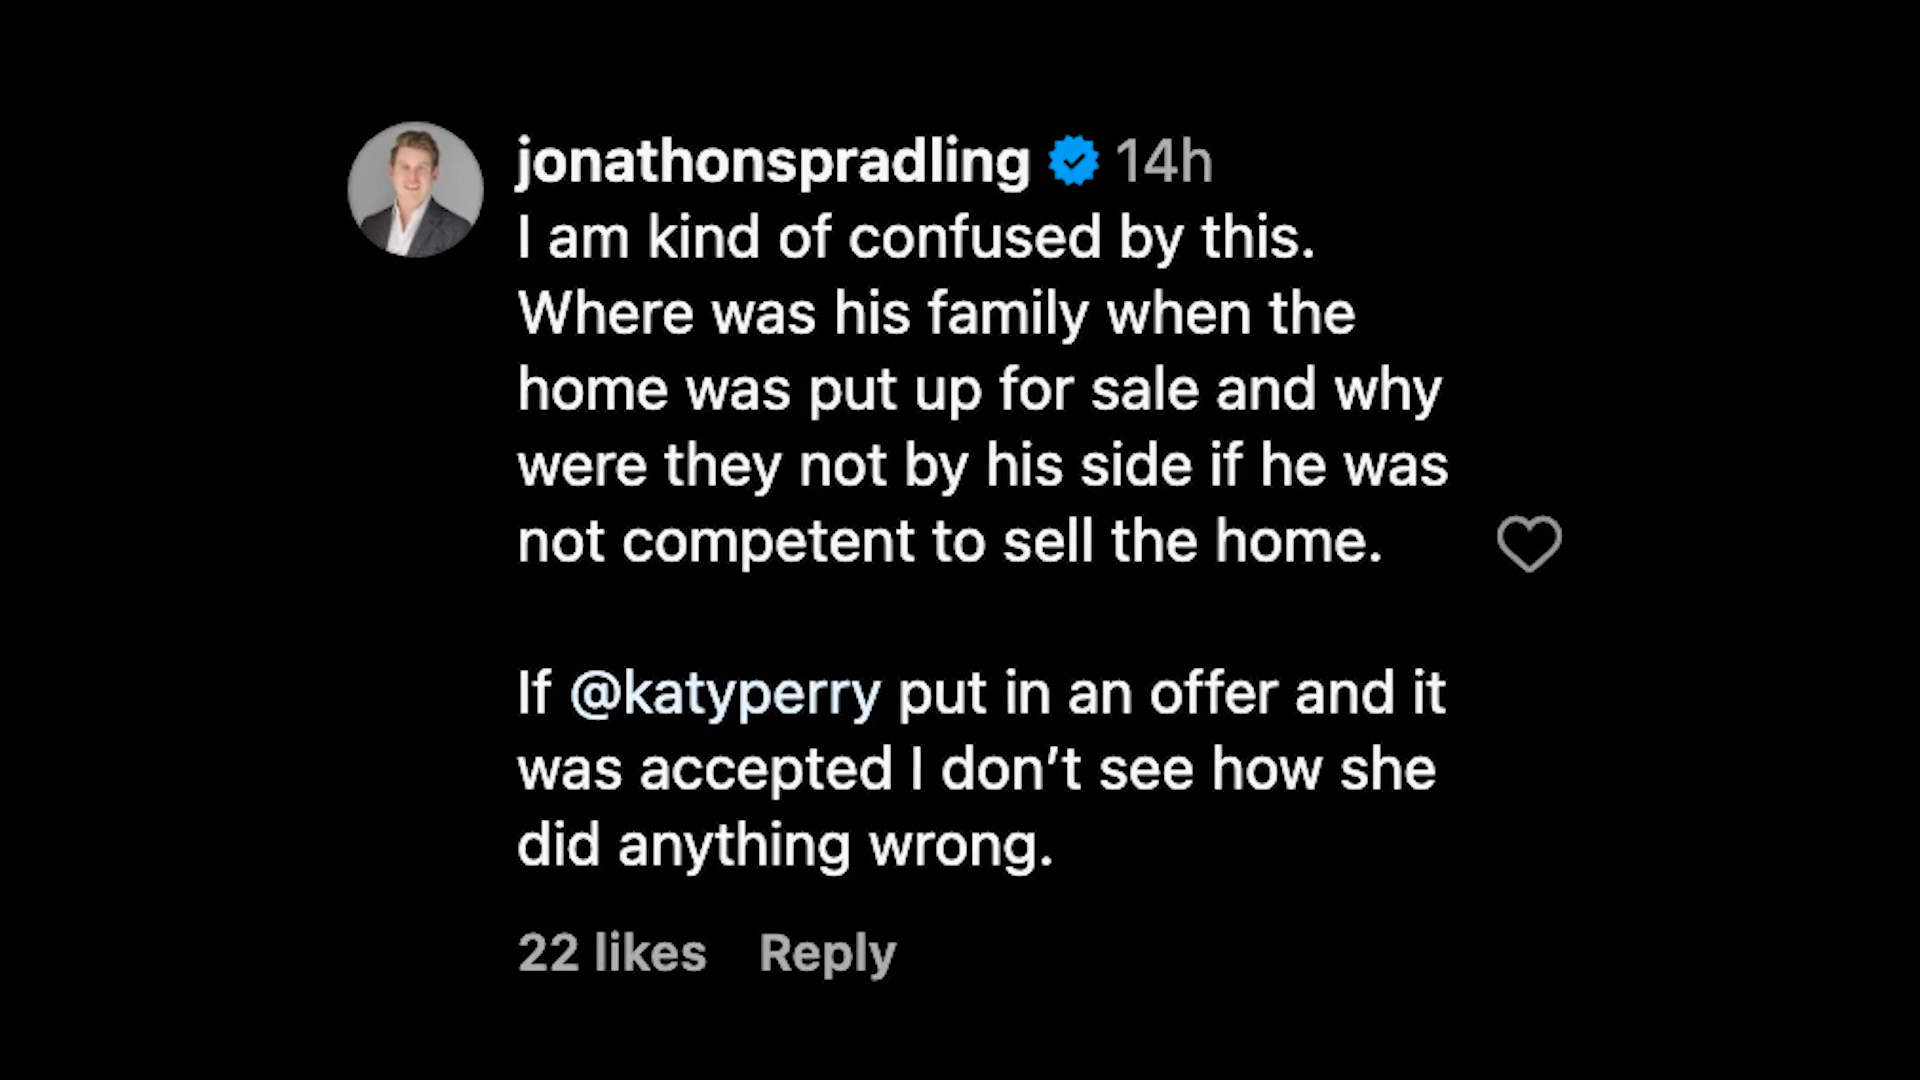 jonathonspradling 14h
I am kind of confused by this.
Where was his family when the
home was put up for sale and why
were they not by his side if he was
not competent to sell the home.
If @katyperry put in an offer and it
was accepted I don’t see how she
did anything wrong.
22 likes Reply